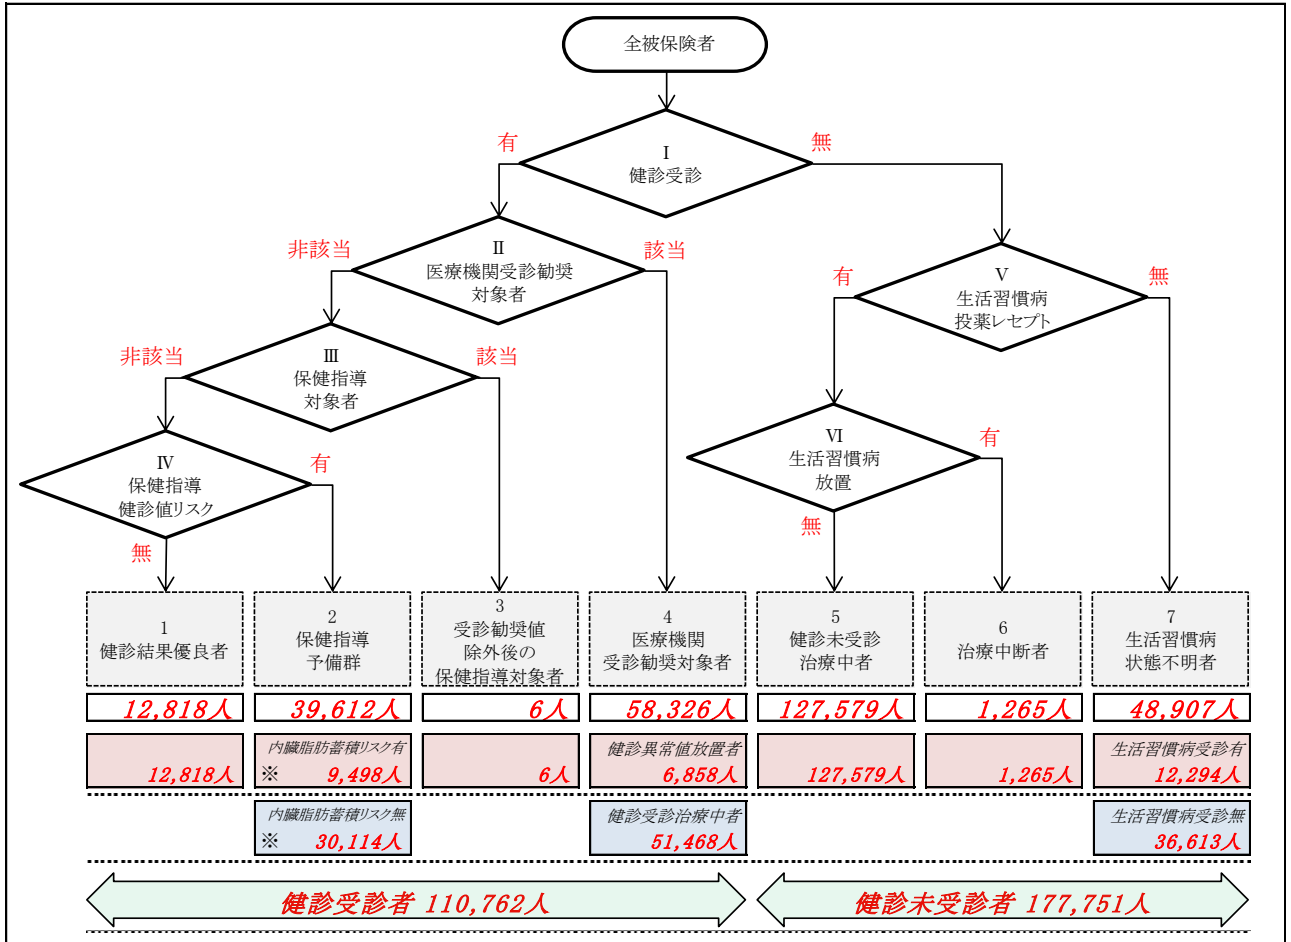 全被保険者
有
無
Ⅰ
健診受診
非該当
該当
Ⅱ
医療機関受診勧奨
対象者
有
無
Ⅴ
生活習慣病
投薬レセプト
非該当
該当
Ⅲ
保健指導
対象者
有
Ⅳ
保健指導
健診値リスク
無
有
Ⅵ
生活習慣病
放置
無
1
健診結果優良者
2
保健指導
予備群
3
受診勧奨値
除外後の
保健指導対象者
4
医療機関
受診勧奨対象者
5
健診未受診
治療中者
6
治療中断者
7
生活習慣病
状態不明者
12,818人
39,612人
6人
58,326人
127,579人
1,265人
48,907人
12,818人
内臓脂肪蓄積リスク有
※ 9,498人
6人
健診異常値放置者
6,858人
127,579人
1,265人
生活習慣病受診有
12,294人
内臓脂肪蓄積リスク無
※ 30,114人
健診受診治療中者
51,468人
生活習慣病受診無
36,613人
健診受診者 110,762人
健診未受診者 177,751人